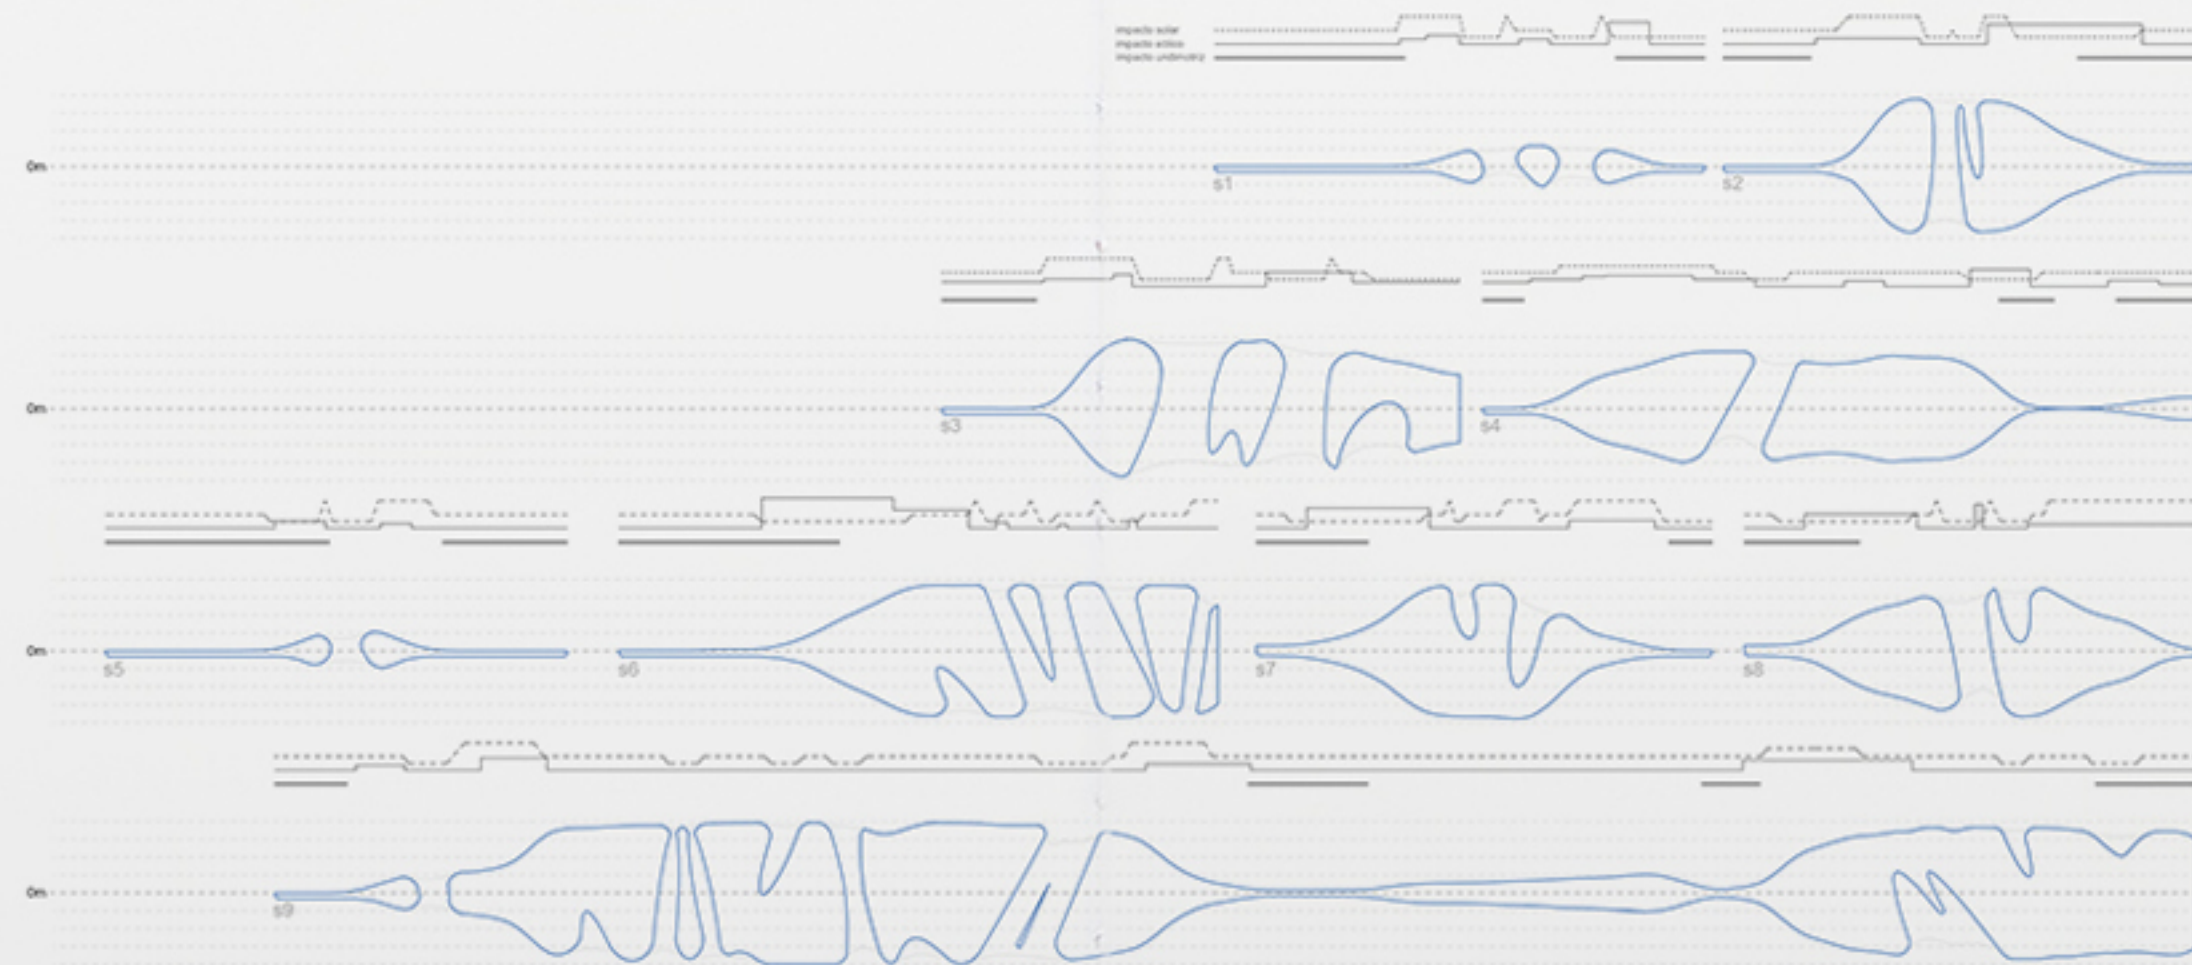 impacto solar
impacto eólico
impacto undimotriz
0m
s1
s2
0m
s3
s4
0m
s5
s6
s7
s8
0m
s9